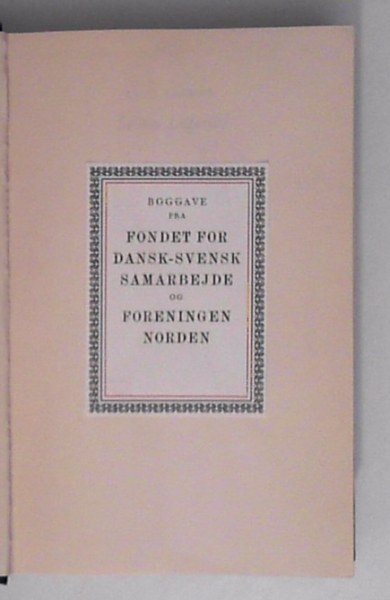 BOGGAVE
FRA
FONDET FOR
DANSK-SVENSK
SAMARBEJDE
OG
FORENINGEN
NORDEN